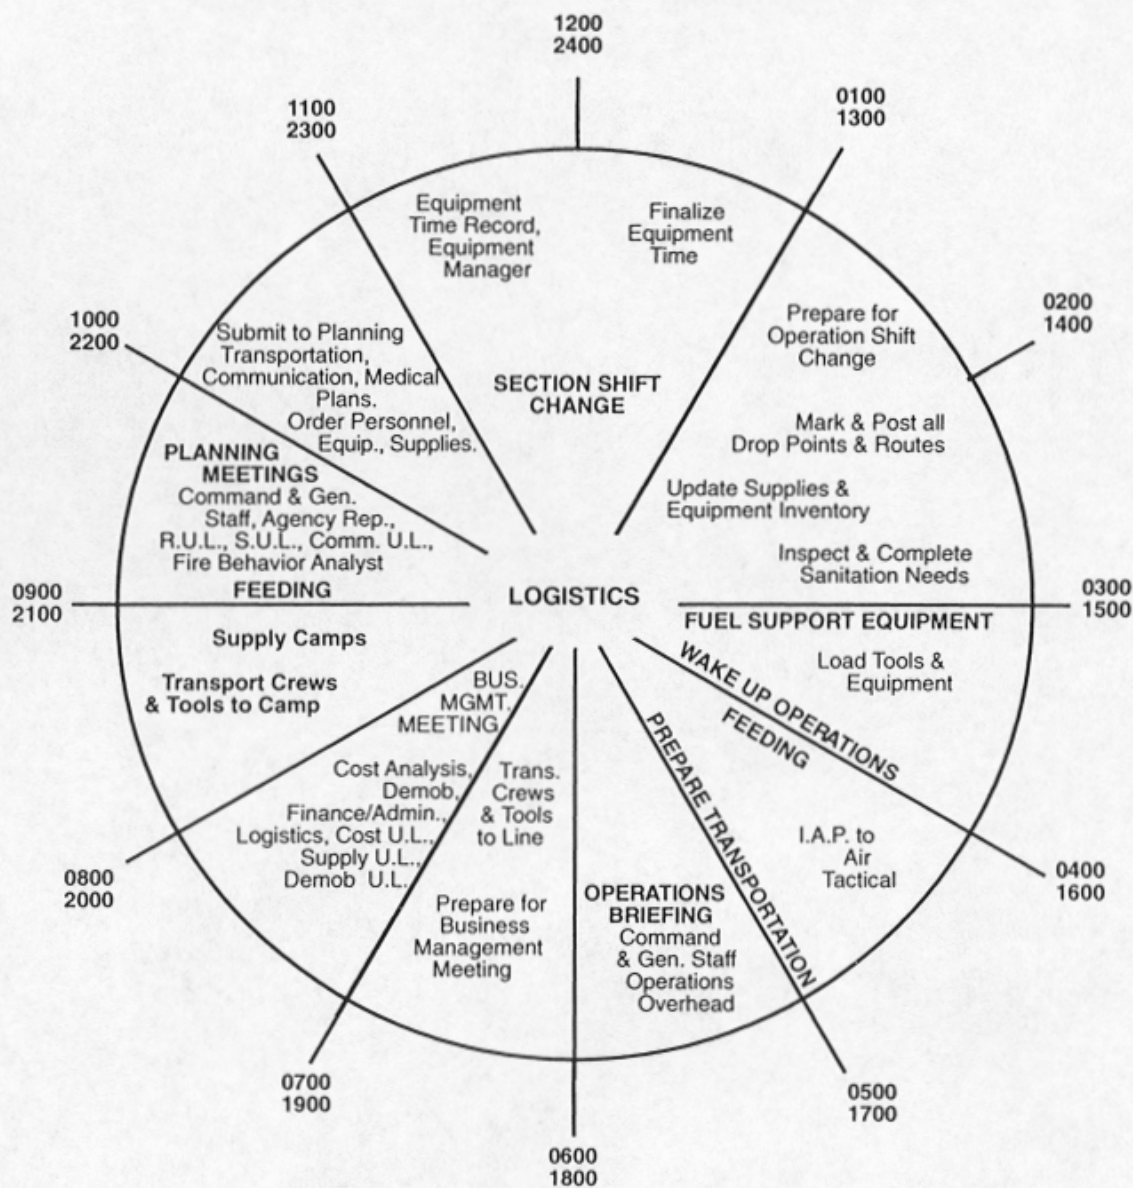 1200
2400
0100
1300
0200
1400
0300
1500
0400
1600
0500
1700
0600
1800
0700
1900
0800
2000
0900
2100
1000
2200
1100
2300
LOGISTICS
Equipment
Time Record,
Equipment
Manager
Finalize
Equipment
Time
SECTION SHIFT
CHANGE
Prepare for
Operation Shift
Change
Mark & Post all
Drop Points & Routes
Update Supplies &
Equipment Inventory
Inspect & Complete
Sanitation Needs
FUEL SUPPORT EQUIPMENT
Load Tools &
Equipment
WAKE UP OPERATIONS
FEEDING
I.A.P. to
Air
Tactical
PREPARE TRANSPORTATION
OPERATIONS
BRIEFING
Command
& Gen. Staff
Operations
Overhead
Trans.
Crews
& Tools
to Line
Prepare for
Business
Management
Meeting
BUS.
MGMT.
MEETING
Cost Analysis,
Demob,
Finance/Admin.,
Logistics, Cost U.L.,
Supply U.L.,
Demob U.L.
Supply Camps
Transport Crews
& Tools to Camp
PLANNING
MEETINGS
Command & Gen.
Staff, Agency Rep.,
R.U.L., S.U.L., Comm. U.L.,
Fire Behavior Analyst
FEEDING
Submit to Planning
Transportation,
Communication, Medical
Plans.
Order Personnel,
Equip., Supplies.